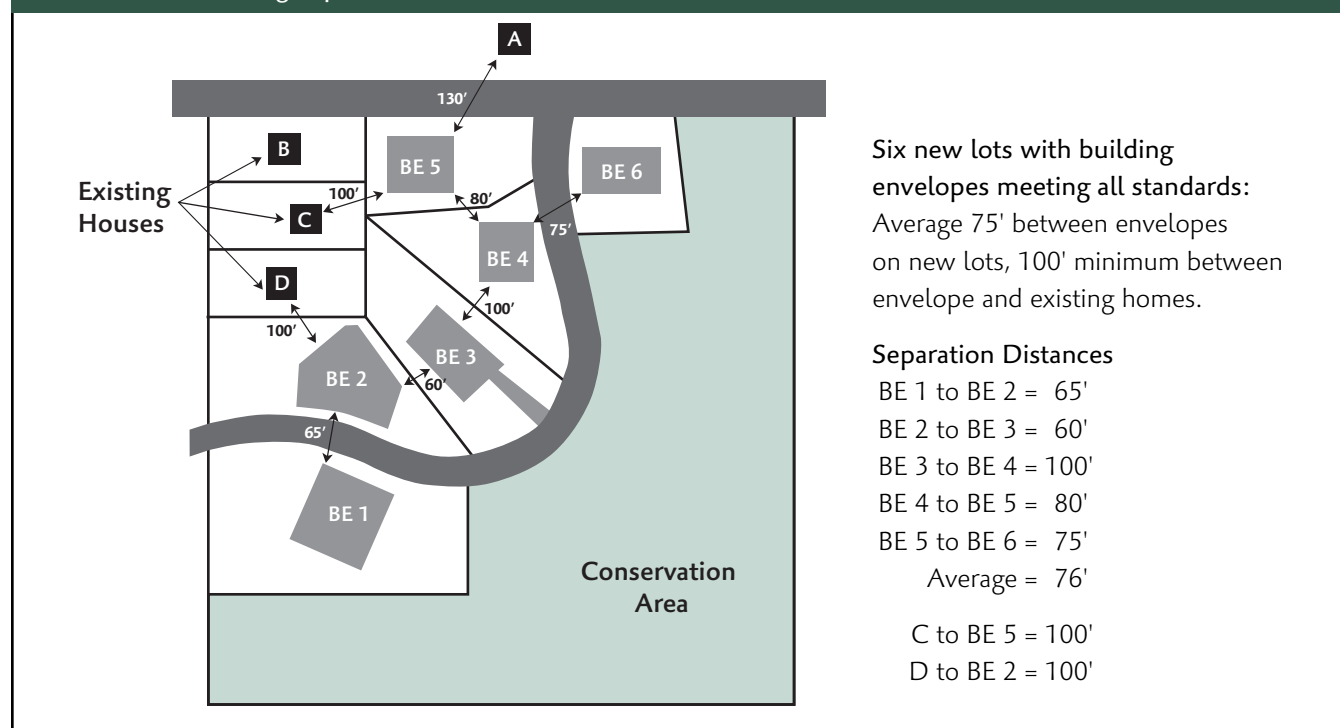 A
130′
B
BE 5
BE 6
Existing
Houses
100′
80′
C
75′
BE 4
D
100′
100′
BE 3
BE 2
60′
65′
BE 1
Conservation
Area
Six new lots with building
envelopes meeting all standards:
Average 75' between envelopes
on new lots, 100' minimum between
envelope and existing homes.
Separation Distances
BE 1 to BE 2 = 65'
BE 2 to BE 3 = 60'
BE 3 to BE 4 = 100'
BE 4 to BE 5 = 80'
BE 5 to BE 6 = 75'
Average = 76'
C to BE 5 = 100'
D to BE 2 = 100'